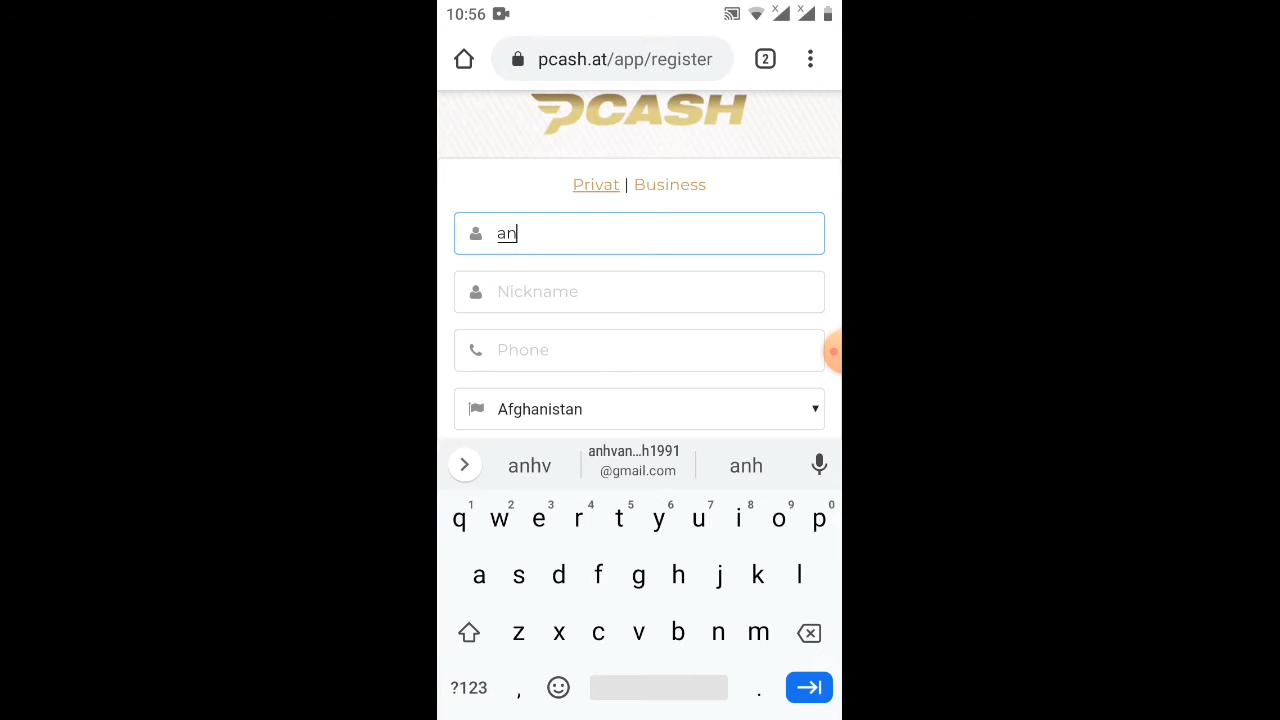 10:56
2
pcash.at/app/register
PCASH
Privat | Business
an
Nickname
Phone
Afghanistan
anhv
anhvan...h1991
@gmail.com
anh
1 2 3 4 5 6 7 8 9 0
q w e r t y u i o p
a s d f g h j k l
z x c v b n m
?123 , .